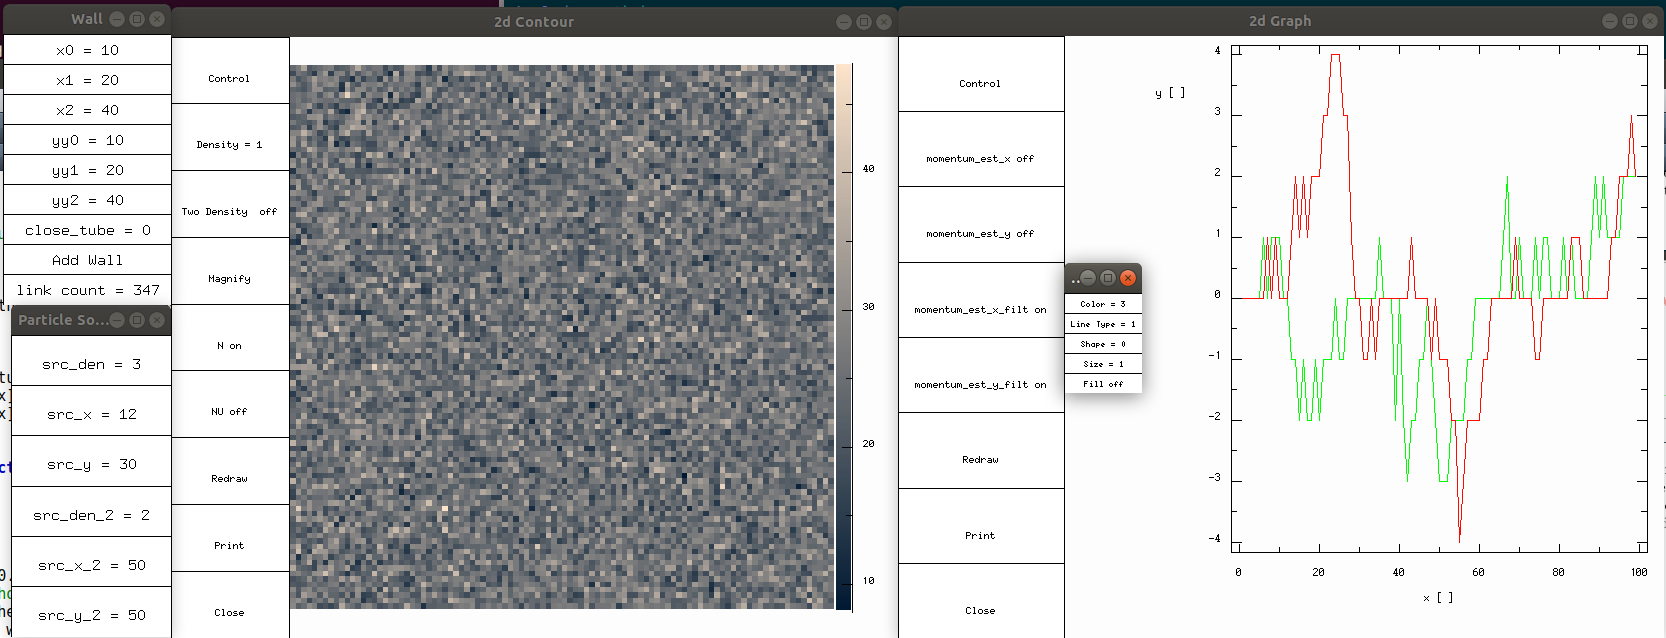 Wall
x0 = 10
x1 = 20
x2 = 40
yy0 = 10
yy1 = 20
yy2 = 40
close_tube = 0
Add Wall
link count = 347
Particle So...
src_den = 3
src_x = 12
src_y = 30
src_den_2 = 2
src_x_2 = 50
src_y_2 = 50
2d Contour
Control
Density = 1
Two Density off
Magnify
N on
NU off
Redraw
Print
Close
40
30
20
10
2d Graph
Control
momentum_est_x off
momentum_est_y off
momentum_est_x_filt on
momentum_est_y_filt on
Redraw
Print
Close
..
Color = 3
Line Type = 1
Shape = 0
Size = 1
Fill off
y [ ]
4
3
2
1
0
-1
-2
-3
-4
0 20 40 60 80 100
x [ ]